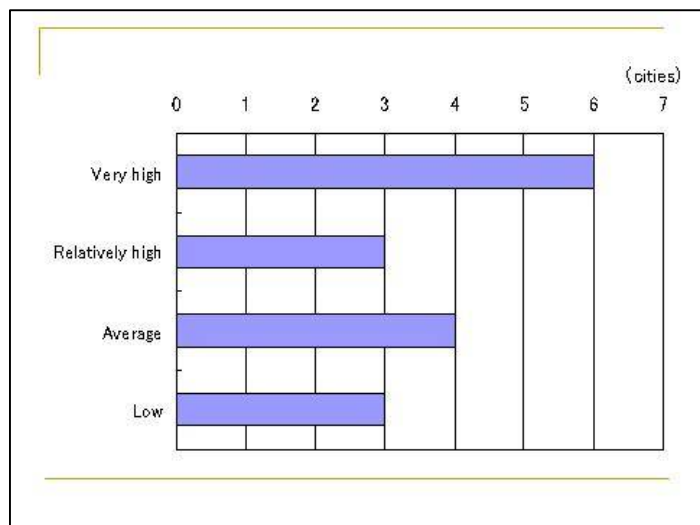 (cities)
0 1 2 3 4 5 6 7
Very high
Relatively high
Average
Low